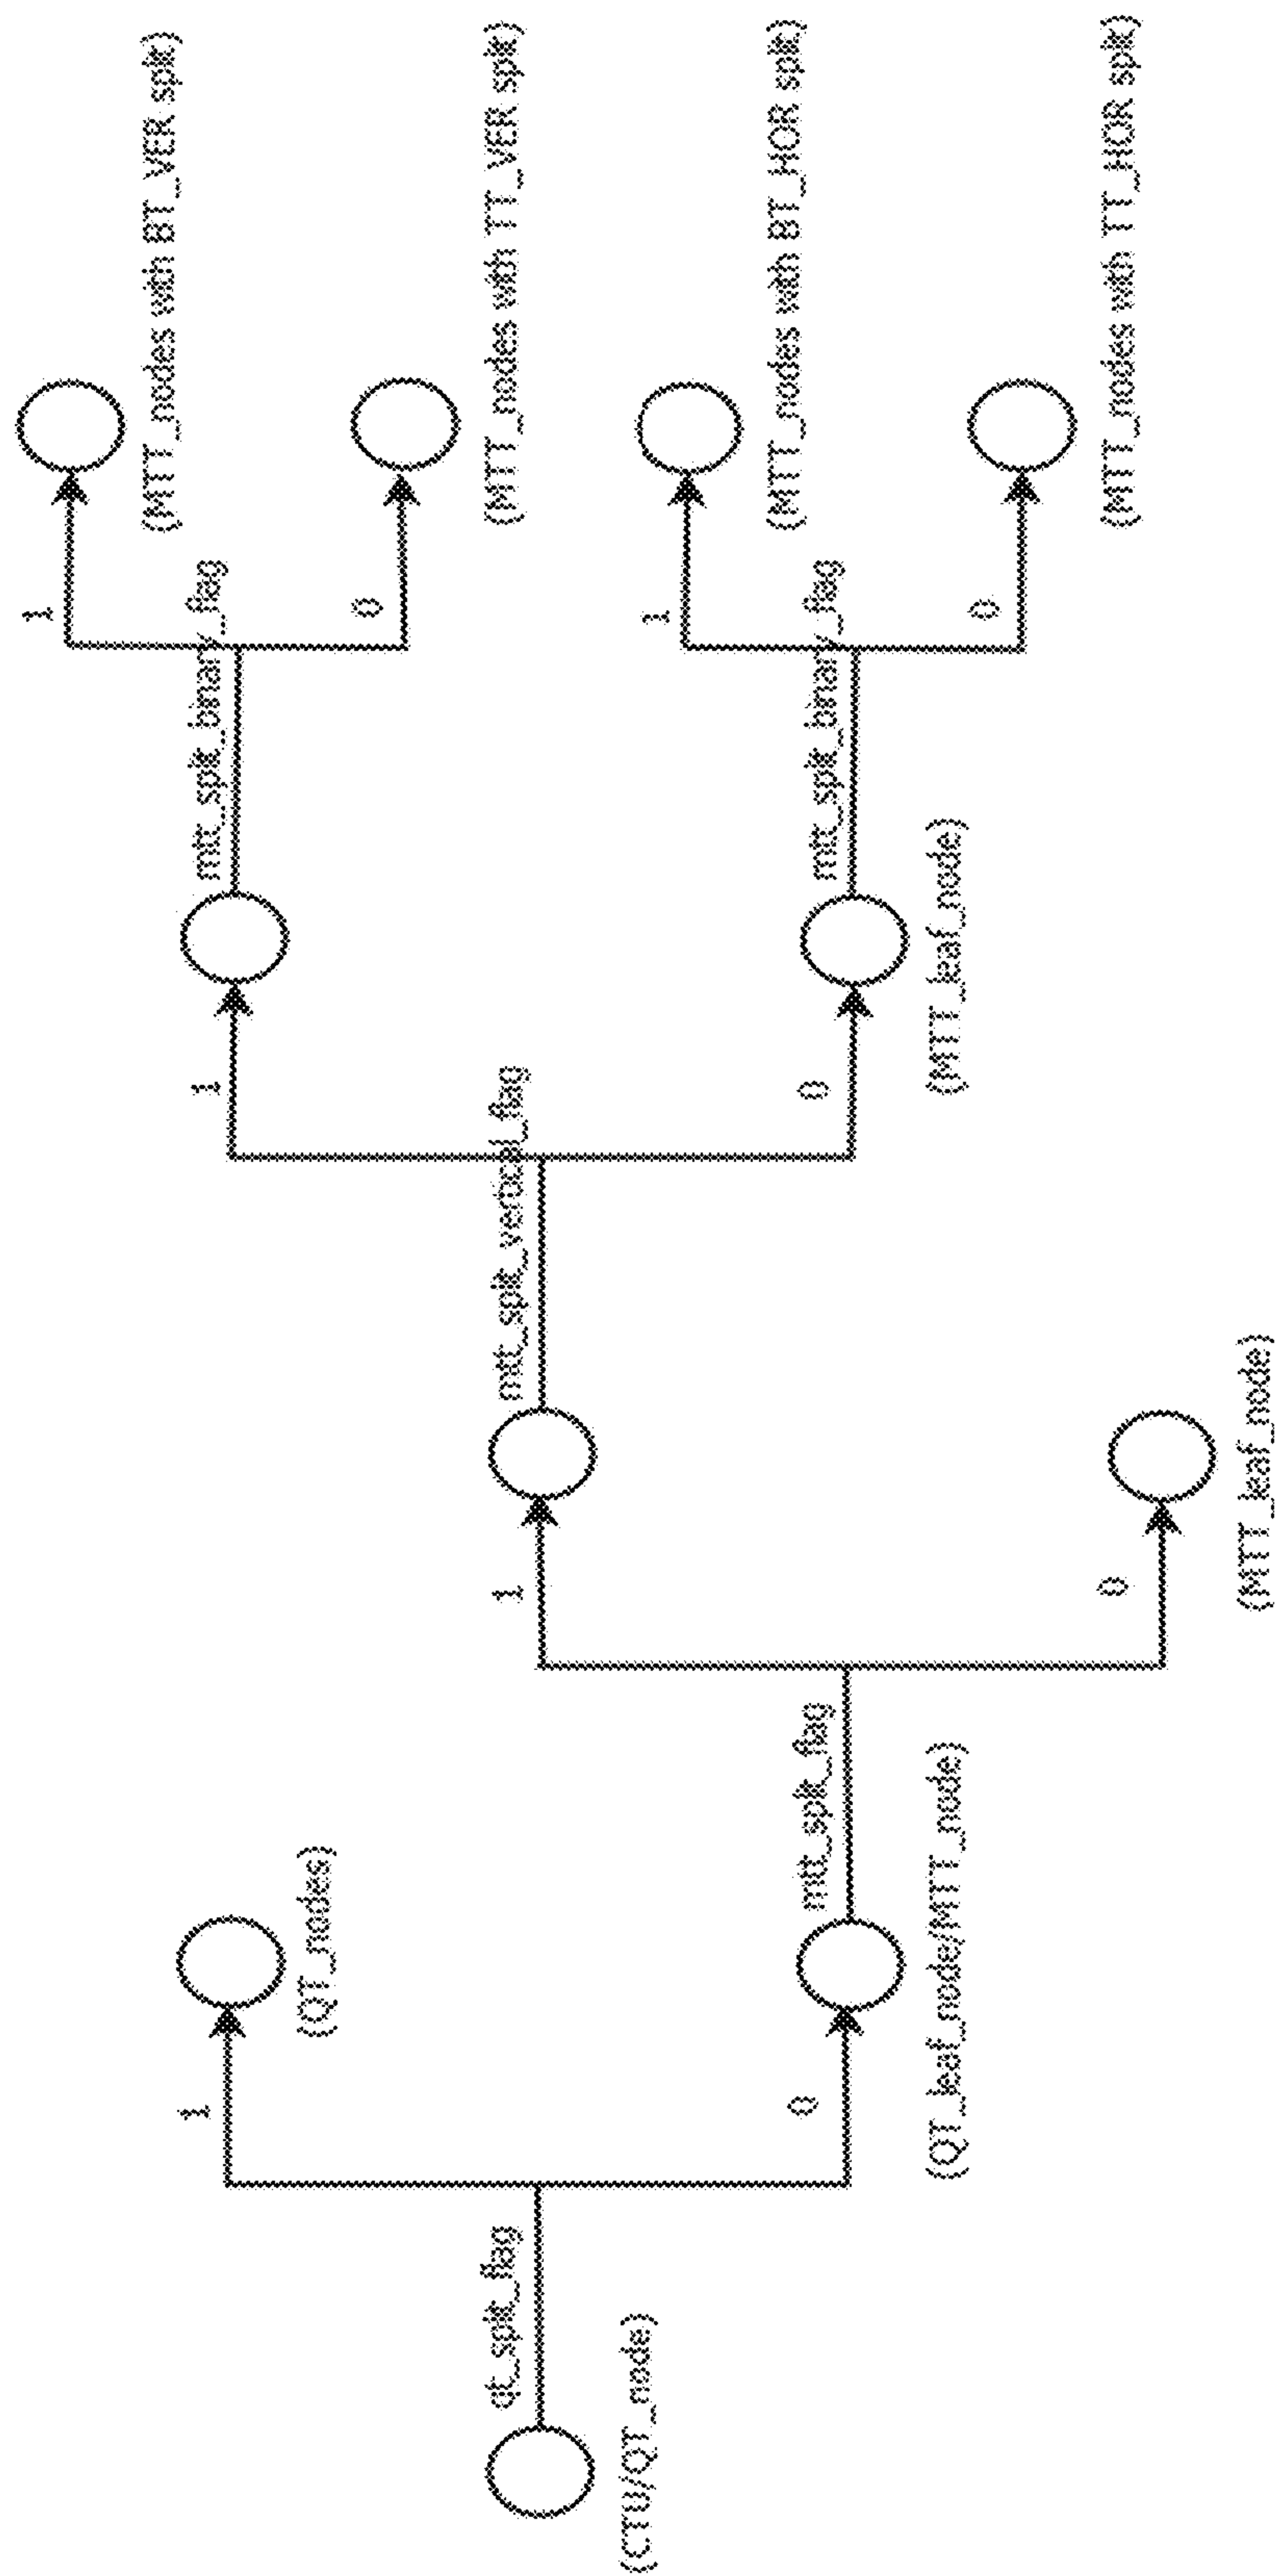 (CTU/QT_node)
qt_split_flag
1
(QT_nodes)
0
(QT_leaf_node/MTT_node)
mtt_split_flag
1
0
(MTT_leaf_node)
mtt_split_vertical_flag
1
0
(MTT_leaf_node)
mtt_split_binary_flag
1
(MTT_nodes with BT_VER split)
0
(MTT_nodes with TT_VER split)
mtt_split_binary_flag
1
(MTT_nodes with BT_HOR split)
0
(MTT_nodes with TT_HOR split)